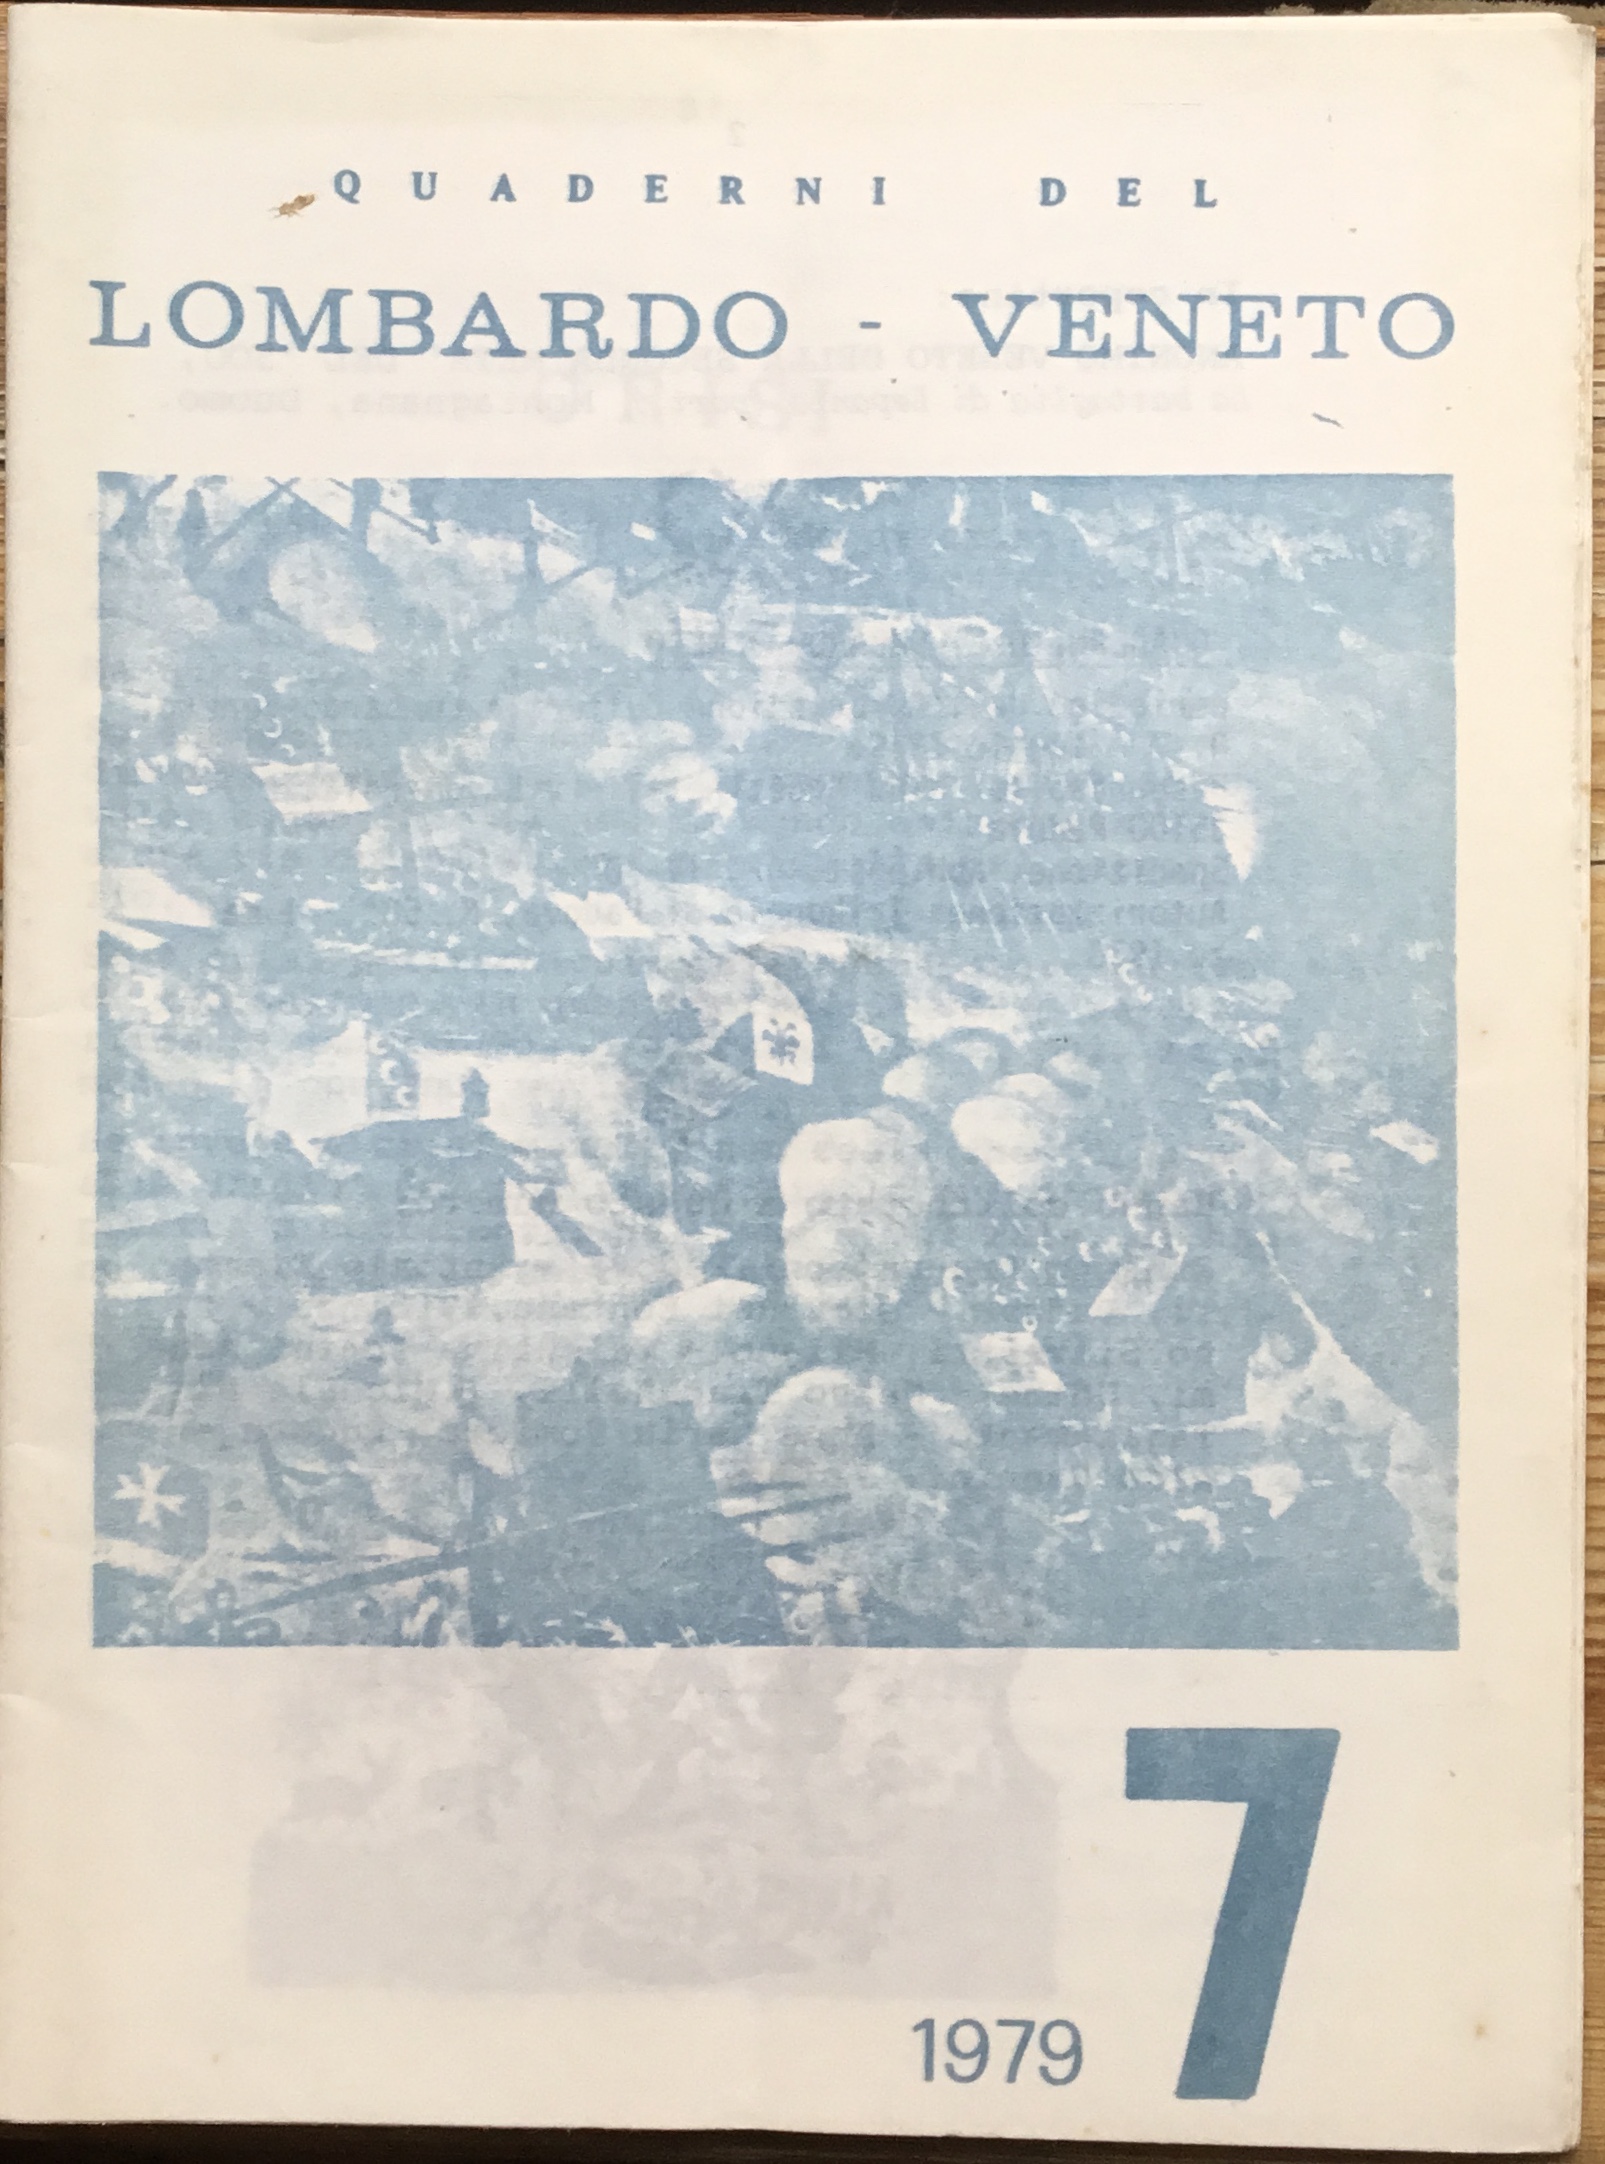 QUADERNI DEL
LOMBARDO - VENETO
7
1979